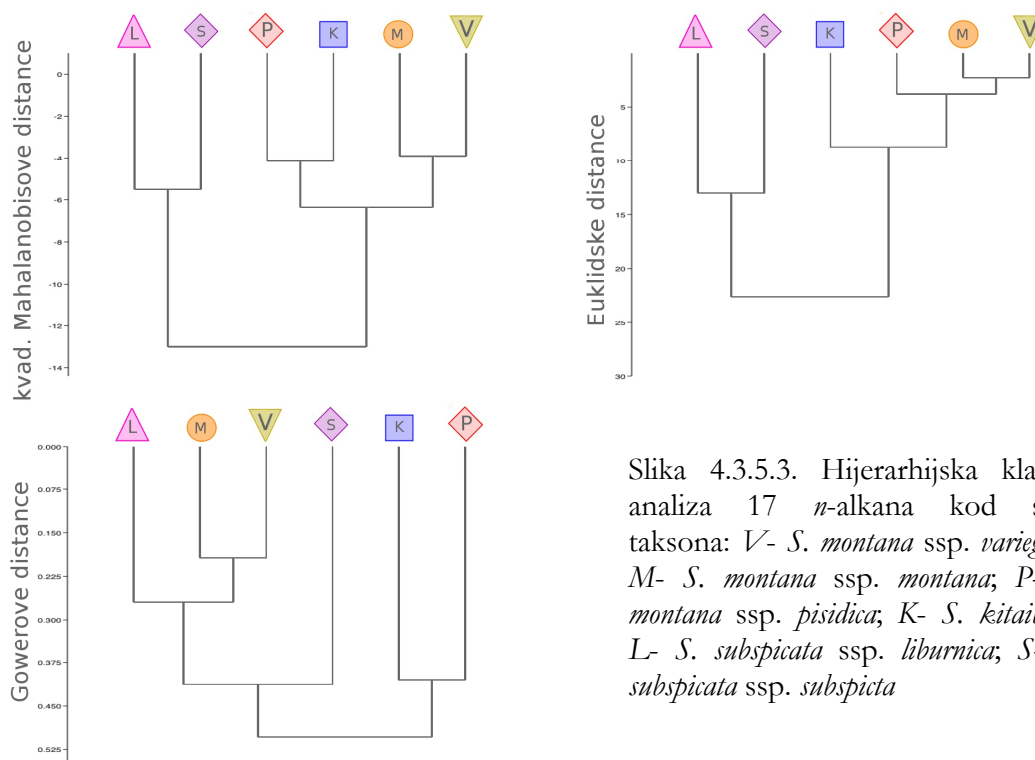 L S P K M V
kvad. Mahalanobisove distance
0
-2
-4
-6
-8
-10
-12
-14
L S K P M V
Euklidske distance
5
10
15
20
25
30
L M V S K P
Gowerove distance
0.000
0.075
0.150
0.225
0.300
0.375
0.450
0.525
Slika 4.3.5.3. Hijerarhijska kla
analiza 17 n-alkana kod s
taksona: V- S. montana ssp. varieg
M- S. montana ssp. montana; P-
montana ssp. pisidica; K- S. kitaib
L- S. subspicata ssp. liburnica; S-
subspicata ssp. subspicta